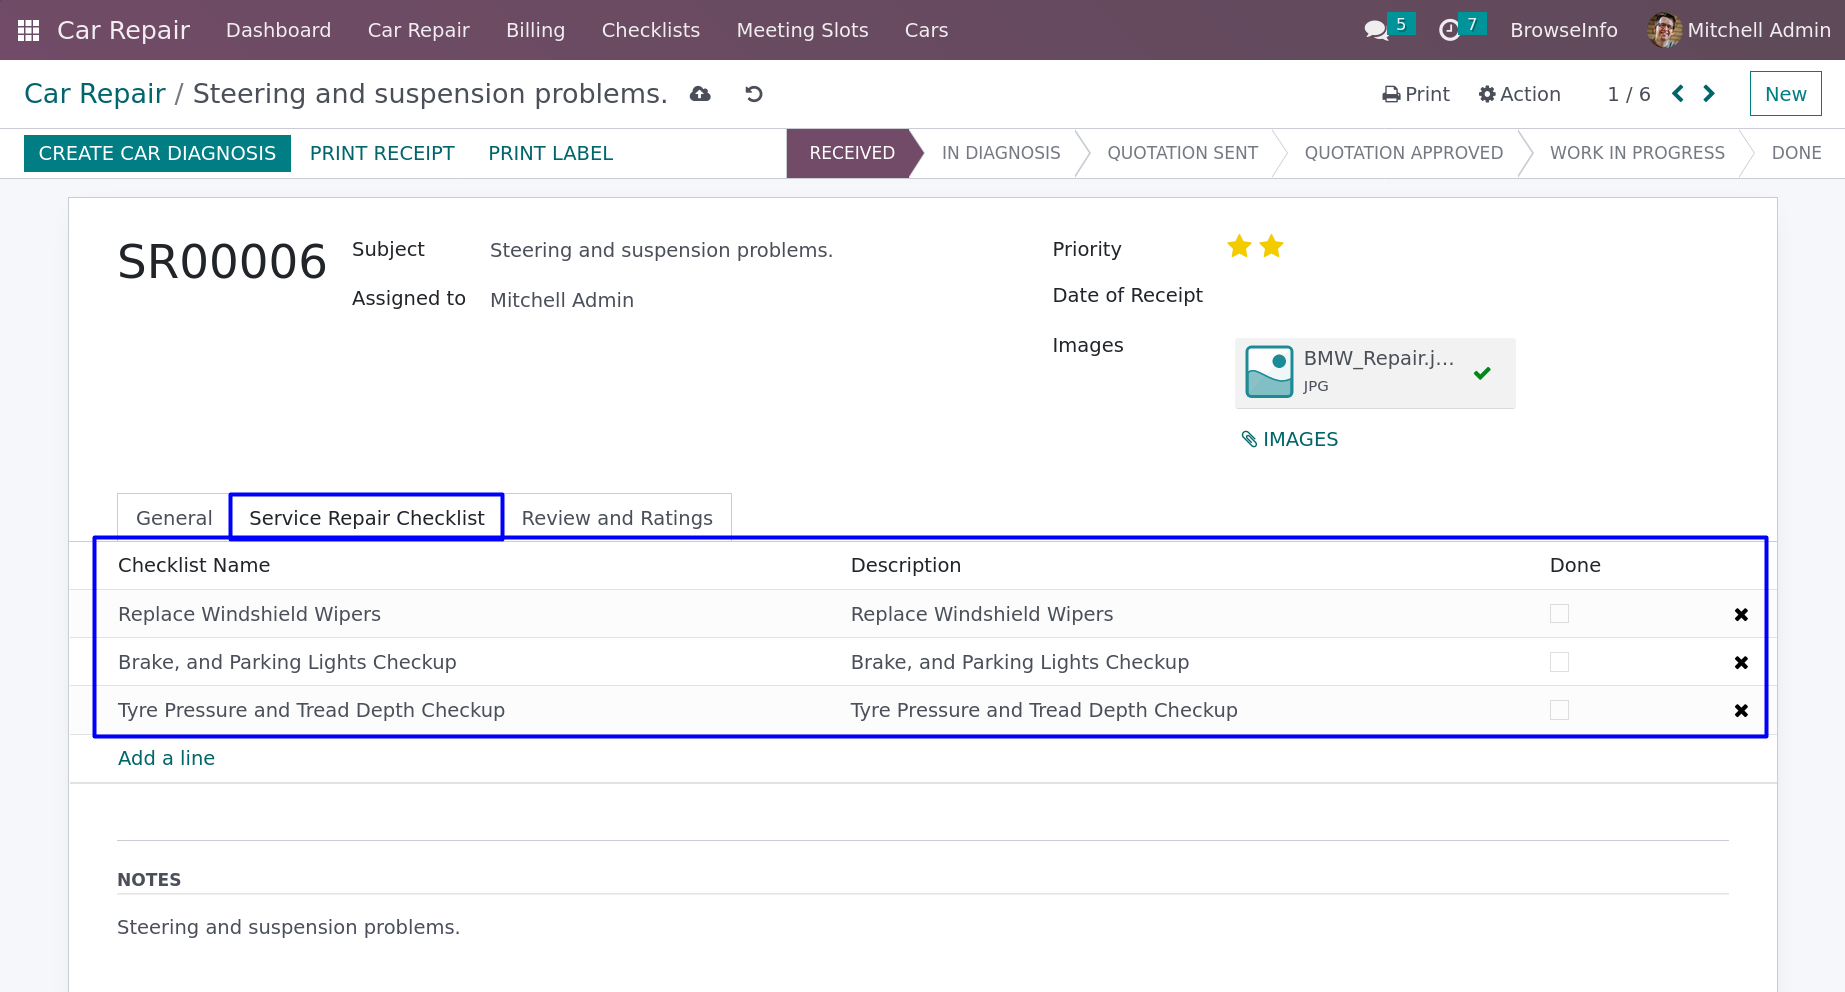 Car Repair Dashboard Car Repair Billing Checklists Meeting Slots Cars 5 7 BrowseInfo Mitchell Admin
Car Repair / Steering and suspension problems. Print Action 1 / 6 New
CREATE CAR DIAGNOSIS PRINT RECEIPT PRINT LABEL RECEIVED IN DIAGNOSIS QUOTATION SENT QUOTATION APPROVED WORK IN PROGRESS DONE
SR00006
Subject Steering and suspension problems.
Assigned to Mitchell Admin
Priority
Date of Receipt
Images
BMW_Repair.j...
JPG
IMAGES
General Service Repair Checklist Review and Ratings
Checklist Name Description Done
Replace Windshield Wipers Replace Windshield Wipers
Brake, and Parking Lights Checkup Brake, and Parking Lights Checkup
Tyre Pressure and Tread Depth Checkup Tyre Pressure and Tread Depth Checkup
Add a line
NOTES
Steering and suspension problems.